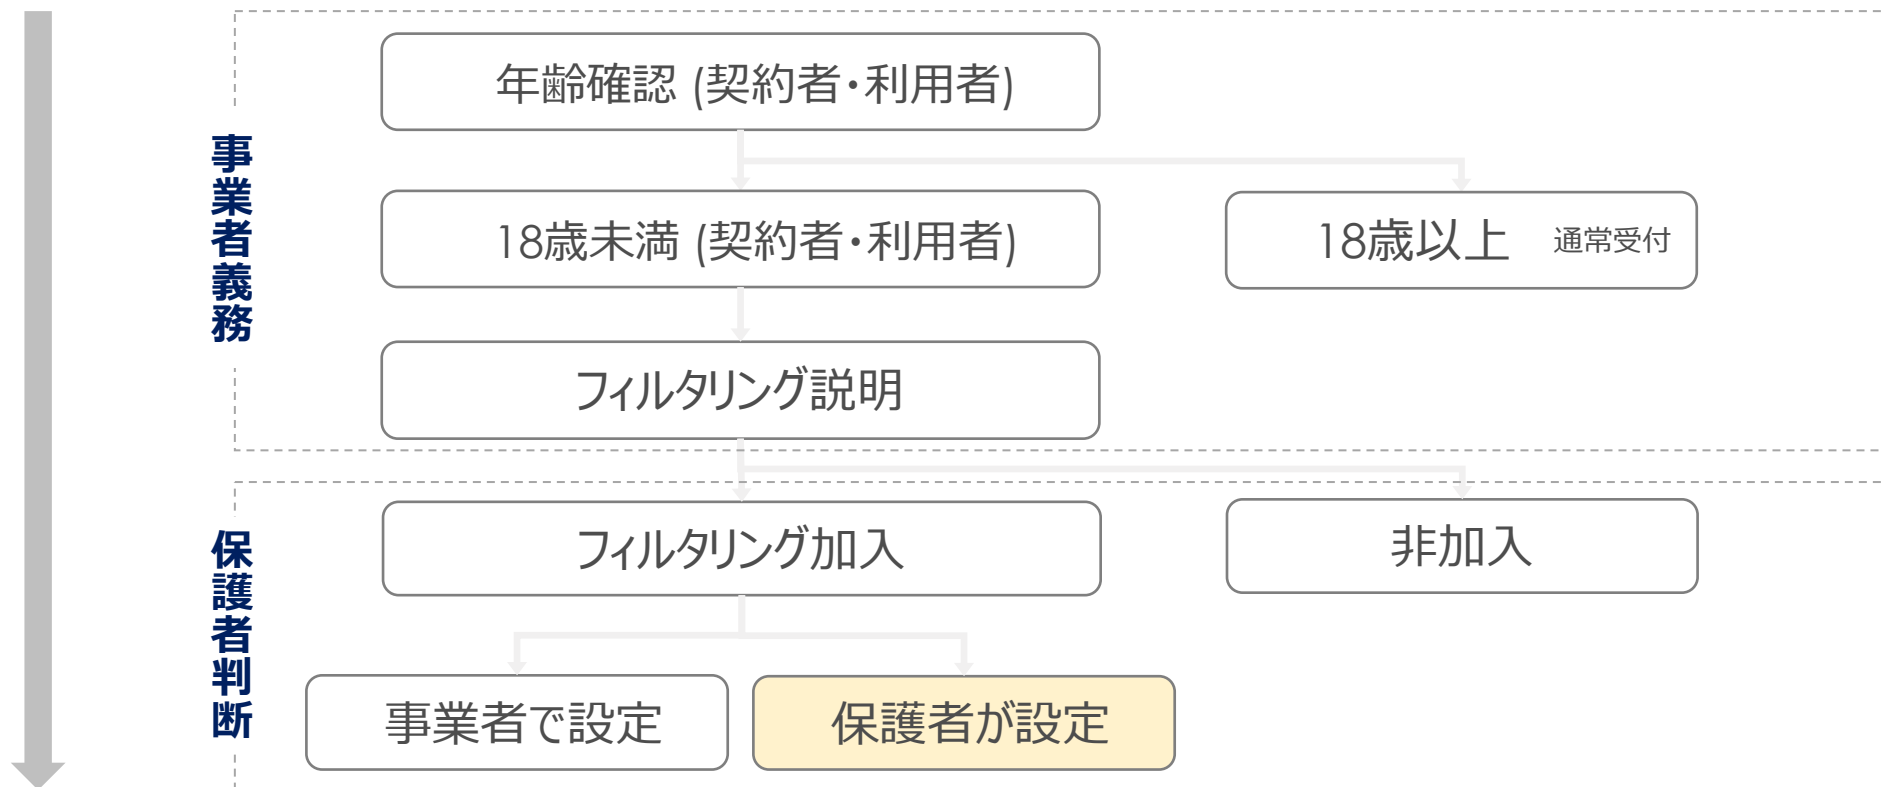 事業者義務
年齢確認 (契約者・利用者)
18歳未満 (契約者・利用者)
18歳以上 通常受付
フィルタリング説明
保護者判断
フィルタリング加入
非加入
事業者で設定
保護者が設定